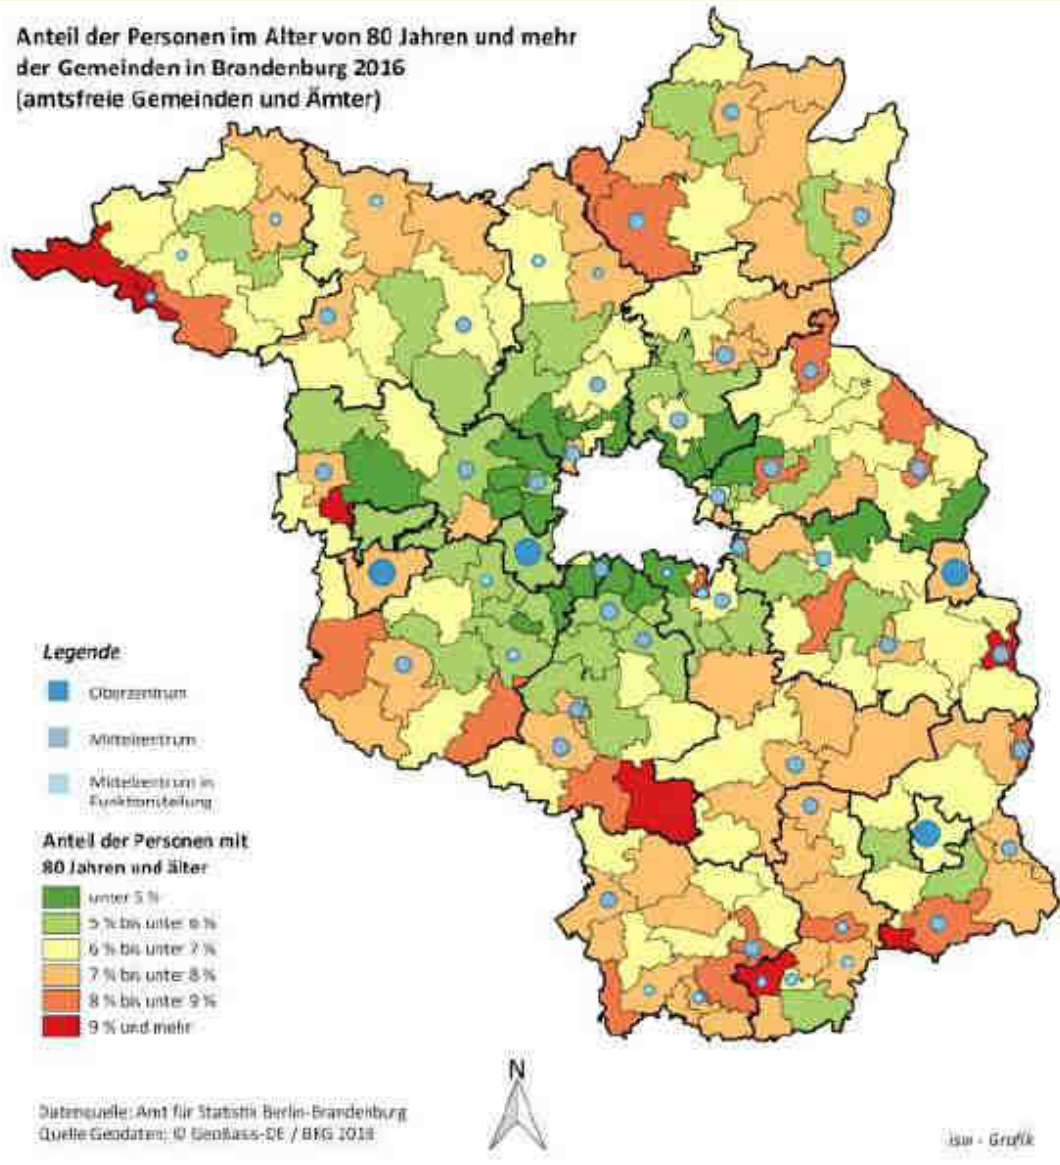 Anteil der Personen im Alter von 80 Jahren und mehr
der Gemeinden in Brandenburg 2016
(amtsfreie Gemeinden und Ämter)
Legende
Oberzentrum
Mittelzentrum
Mittelzentrum in
Funktionsteilung
Anteil der Personen mit
80 Jahren und älter
unter 5 %
5 % bis unter 6 %
6 % bis unter 7 %
7 % bis unter 8 %
8 % bis unter 9 %
9 % und mehr
N
Datenquelle: Amt für Statistik Berlin-Brandenburg
Quelle Geodaten: © GeoBasis-DE / BKG 2018
isw - Grafik